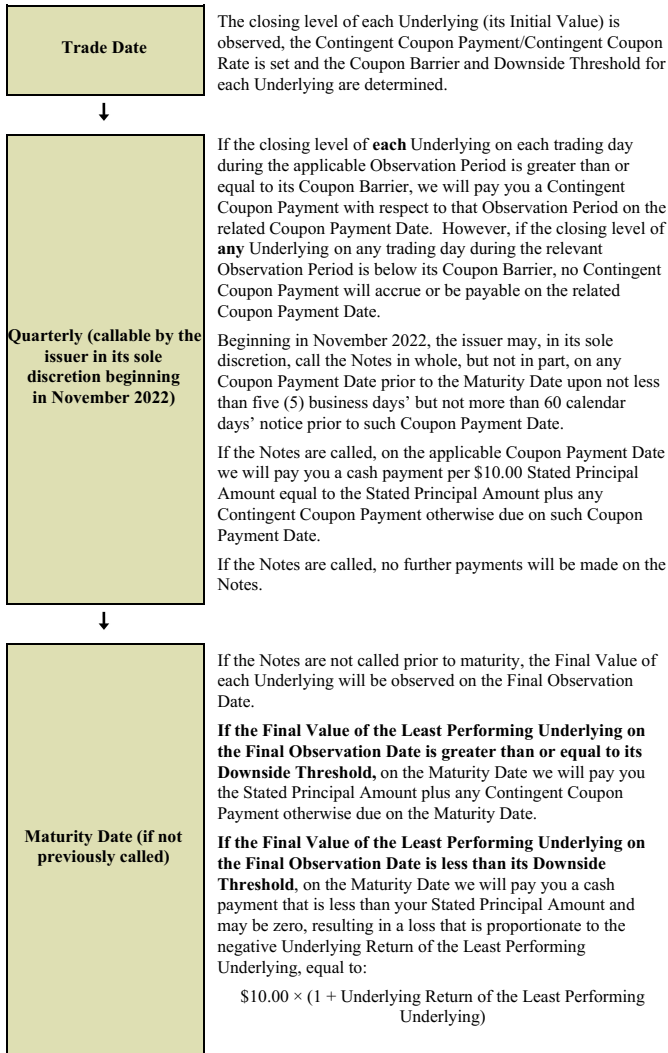 Trade Date
The closing level of each Underlying (its Initial Value) is
observed, the Contingent Coupon Payment/Contingent Coupon
Rate is set and the Coupon Barrier and Downside Threshold for
each Underlying are determined.
Quarterly (callable by the
issuer in its sole
discretion beginning
in November 2022)
If the closing level of each Underlying on each trading day
during the applicable Observation Period is greater than or
equal to its Coupon Barrier, we will pay you a Contingent
Coupon Payment with respect to that Observation Period on the
related Coupon Payment Date. However, if the closing level of
any Underlying on any trading day during the relevant
Observation Period is below its Coupon Barrier, no Contingent
Coupon Payment will accrue or be payable on the related
Coupon Payment Date.
Beginning in November 2022, the issuer may, in its sole
discretion, call the Notes in whole, but not in part, on any
Coupon Payment Date prior to the Maturity Date upon not less
than five (5) business days’ but not more than 60 calendar
days’ notice prior to such Coupon Payment Date.
If the Notes are called, on the applicable Coupon Payment Date
we will pay you a cash payment per $10.00 Stated Principal
Amount equal to the Stated Principal Amount plus any
Contingent Coupon Payment otherwise due on such Coupon
Payment Date.
If the Notes are called, no further payments will be made on the
Notes.
Maturity Date (if not
previously called)
If the Notes are not called prior to maturity, the Final Value of
each Underlying will be observed on the Final Observation
Date.
If the Final Value of the Least Performing Underlying on
the Final Observation Date is greater than or equal to its
Downside Threshold, on the Maturity Date we will pay you
the Stated Principal Amount plus any Contingent Coupon
Payment otherwise due on the Maturity Date.
If the Final Value of the Least Performing Underlying on
the Final Observation Date is less than its Downside
Threshold, on the Maturity Date we will pay you a cash
payment that is less than your Stated Principal Amount and
may be zero, resulting in a loss that is proportionate to the
negative Underlying Return of the Least Performing
Underlying, equal to:
$10.00 × (1 + Underlying Return of the Least Performing
Underlying)